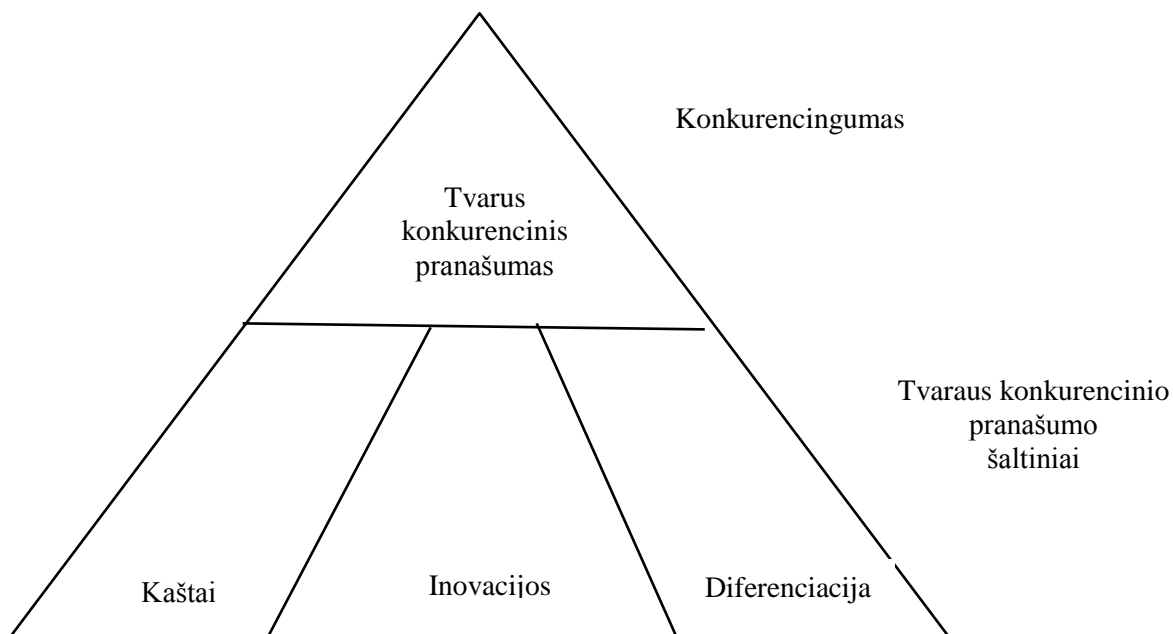 Konkurencingumas
Tvarus
konkurencinis
pranašumas
Tvaraus konkurencinio
pranašumo
šaltiniai
Kaštai
Inovacijos
Diferenciacija